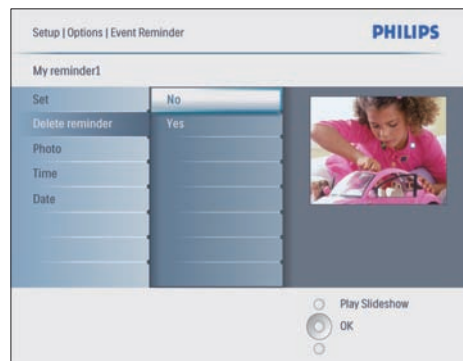 Setup | Options | Event Reminder
PHILIPS
My reminder1
Set
No
Delete reminder
Yes
Photo
Time
Date
Play Slideshow
OK